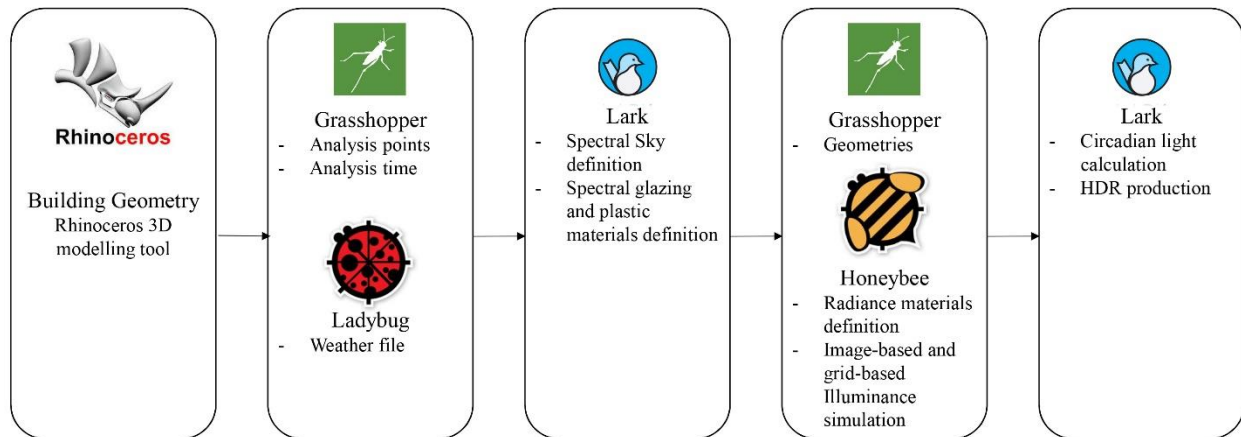 Rhinoceros
Building Geometry
Rhinoceros 3D
modelling tool
Grasshopper
- Analysis points
- Analysis time
Ladybug
- Weather file
Lark
- Spectral Sky
definition
- Spectral glazing
and plastic
materials definition
Grasshopper
- Geometries
Honeybee
- Radiance materials
definition
- Image-based and
grid-based
Illuminance
simulation
Lark
- Circadian light
calculation
- HDR production